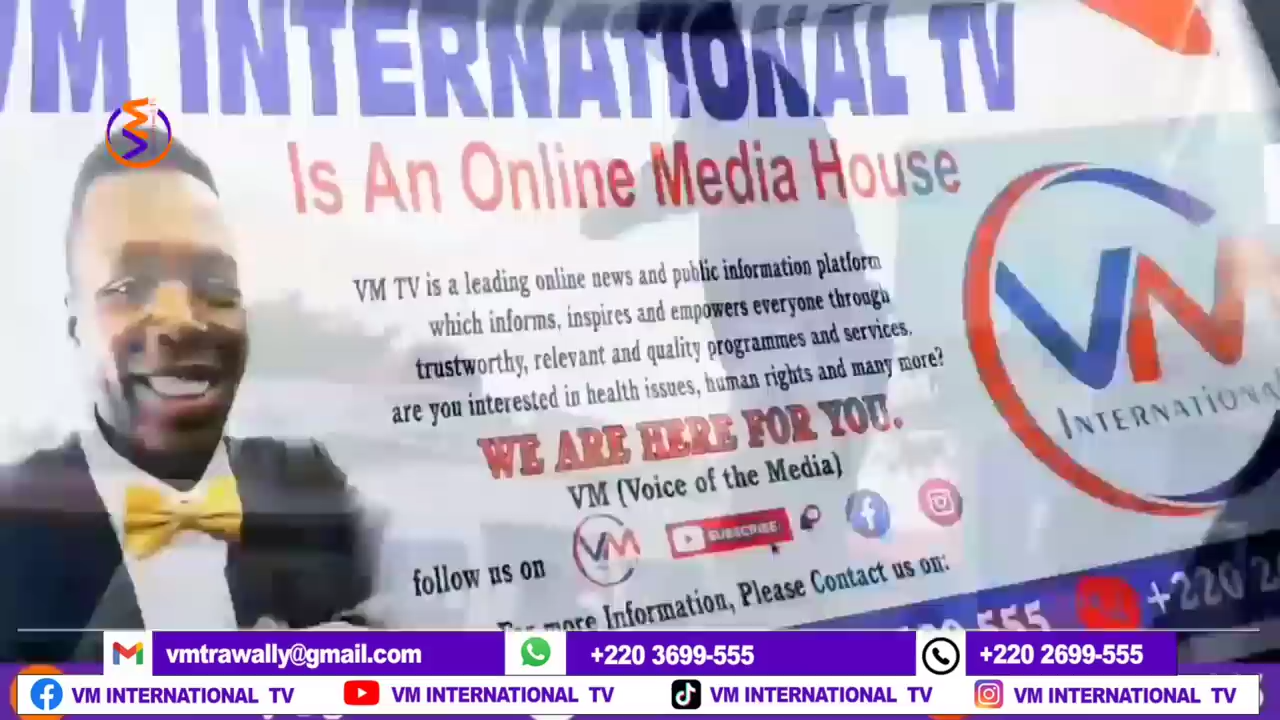 VM INTERNATIONAL TV
Is An Online Media House
VM TV is a leading online news and public information platform
which informs, inspires and empowers everyone through
trustworthy, relevant and quality programmes and services.
are you interested in health issues, human rights and many more?
WE ARE HERE FOR YOU.
VM (Voice of the Media)
follow us on
VM
SUBSCRIBE
VM
INTERNATIONAL
more Information, Please Contact us on:
555
+220 2
vmtrawally@gmail.com
+220 3699-555
+220 2699-555
VM INTERNATIONAL TV
VM INTERNATIONAL TV
VM INTERNATIONAL TV
VM INTERNATIONAL TV